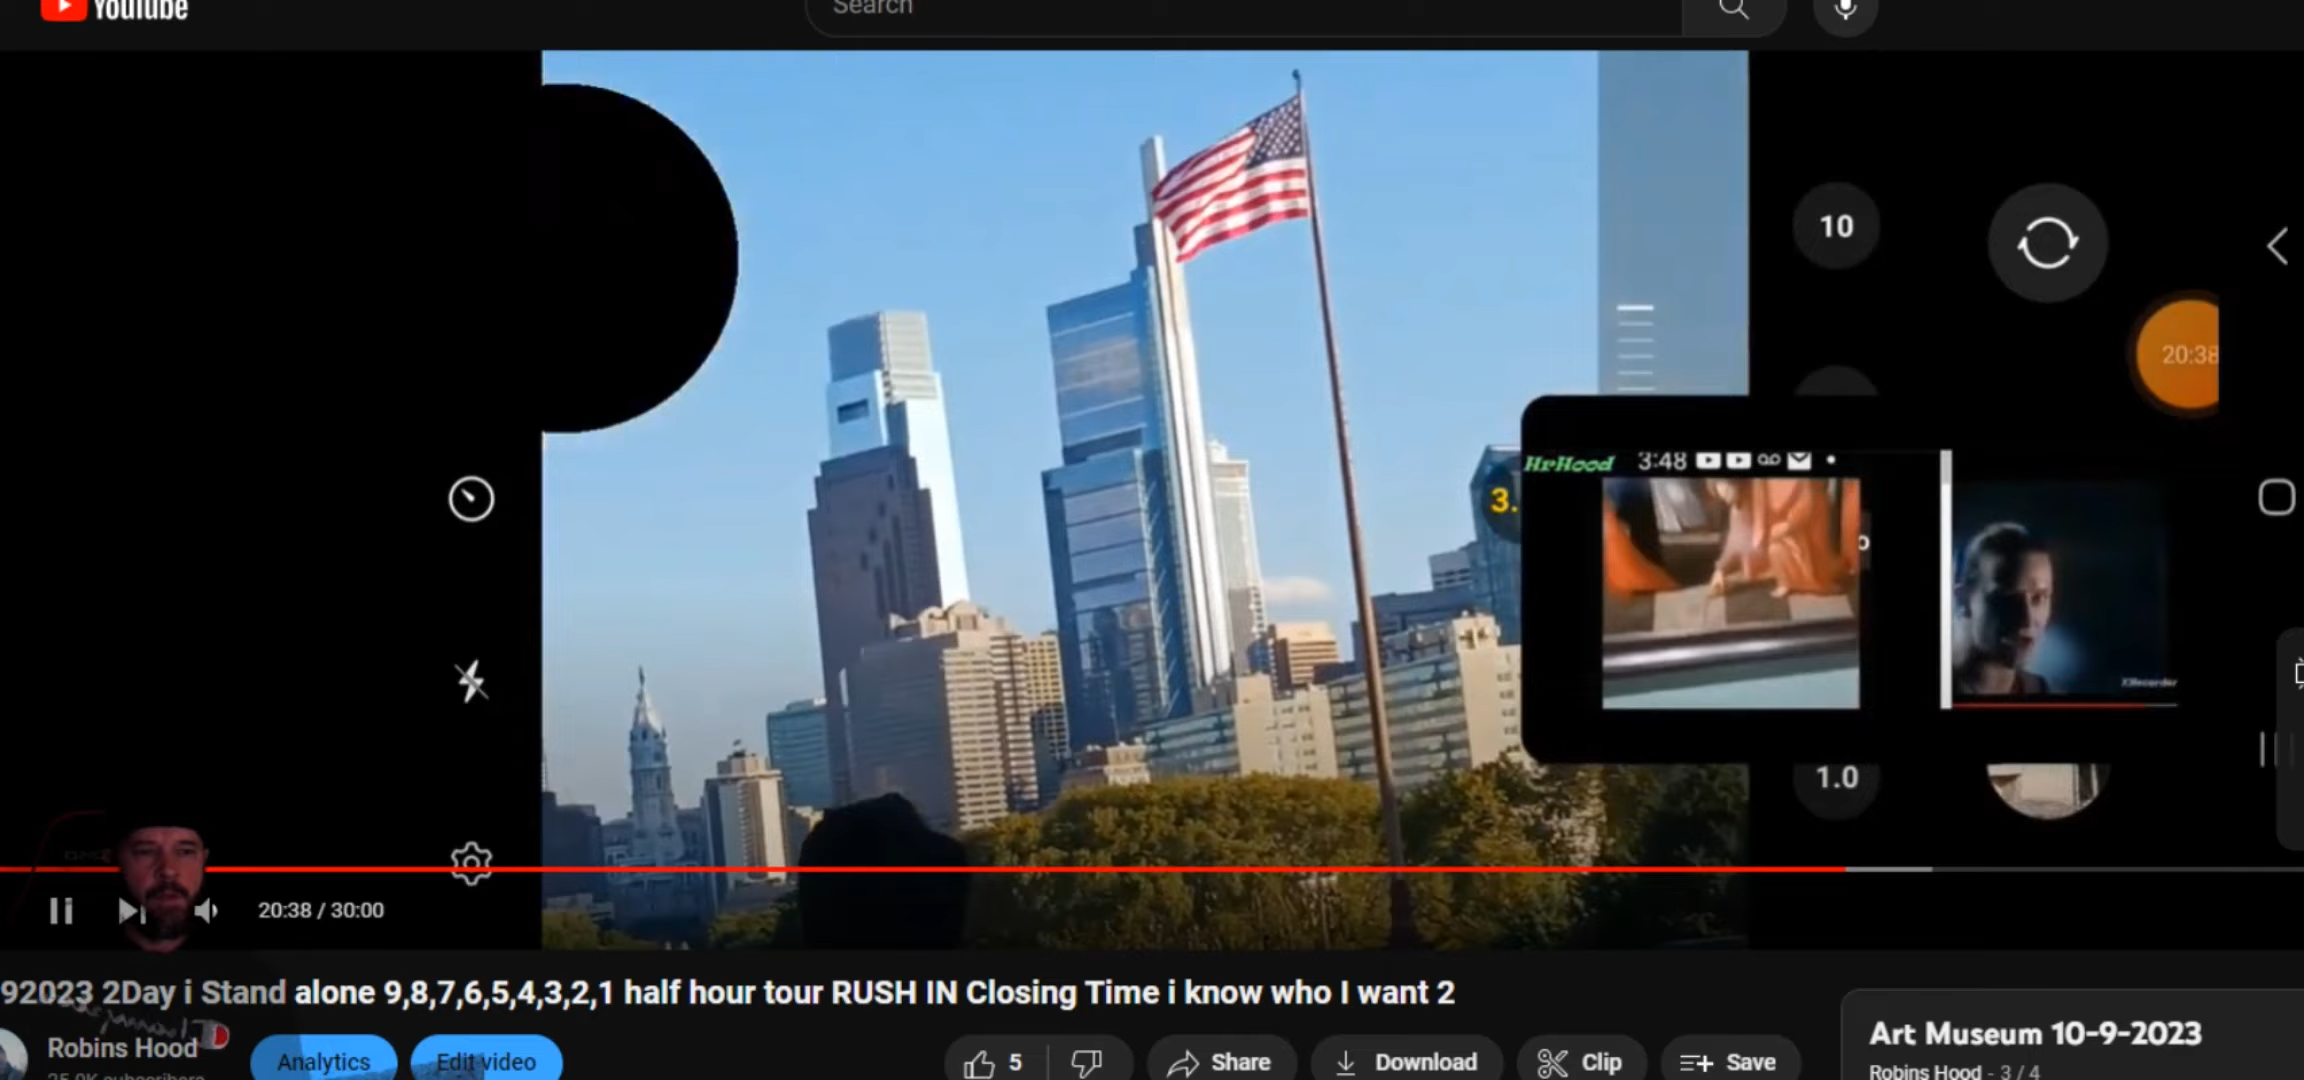 YouTube
Search
10
20:38
3.
HrHood
3:48
XRecorder
1.0
20:38 / 30:00
92023 2Day i Stand alone 9,8,7,6,5,4,3,2,1 half hour tour RUSH IN Closing Time i know who I want 2
Robins Hood
Analytics
Edit video
5
Share
Download
Clip
Save
Art Museum 10-9-2023
Robins Hood - 3 / 4